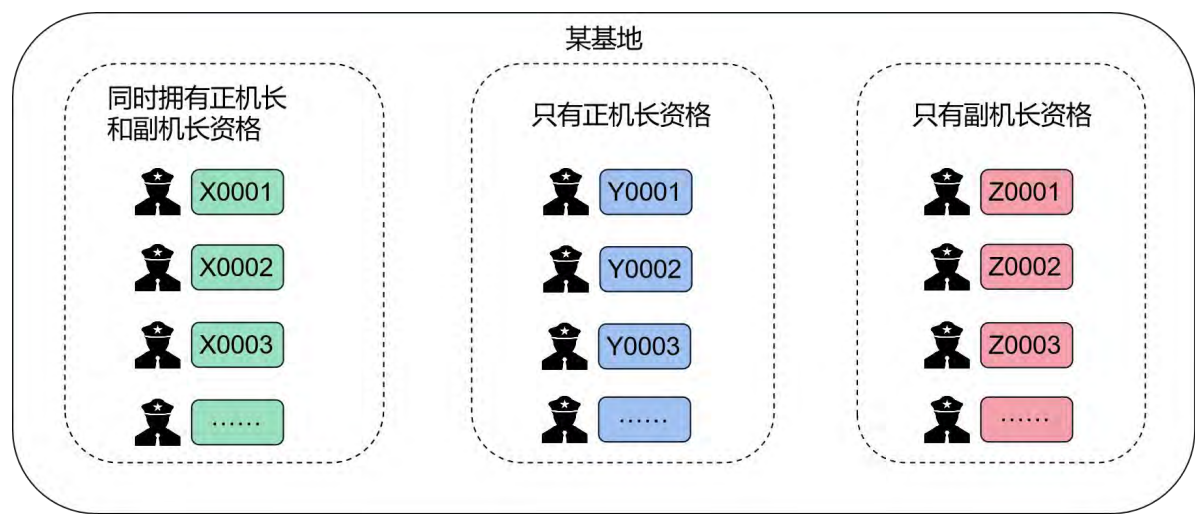 某基地
同时拥有正机长
和副机长资格
X0001
X0002
X0003
……
只有正机长资格
Y0001
Y0002
Y0003
……
只有副机长资格
Z0001
Z0002
Z0003
……